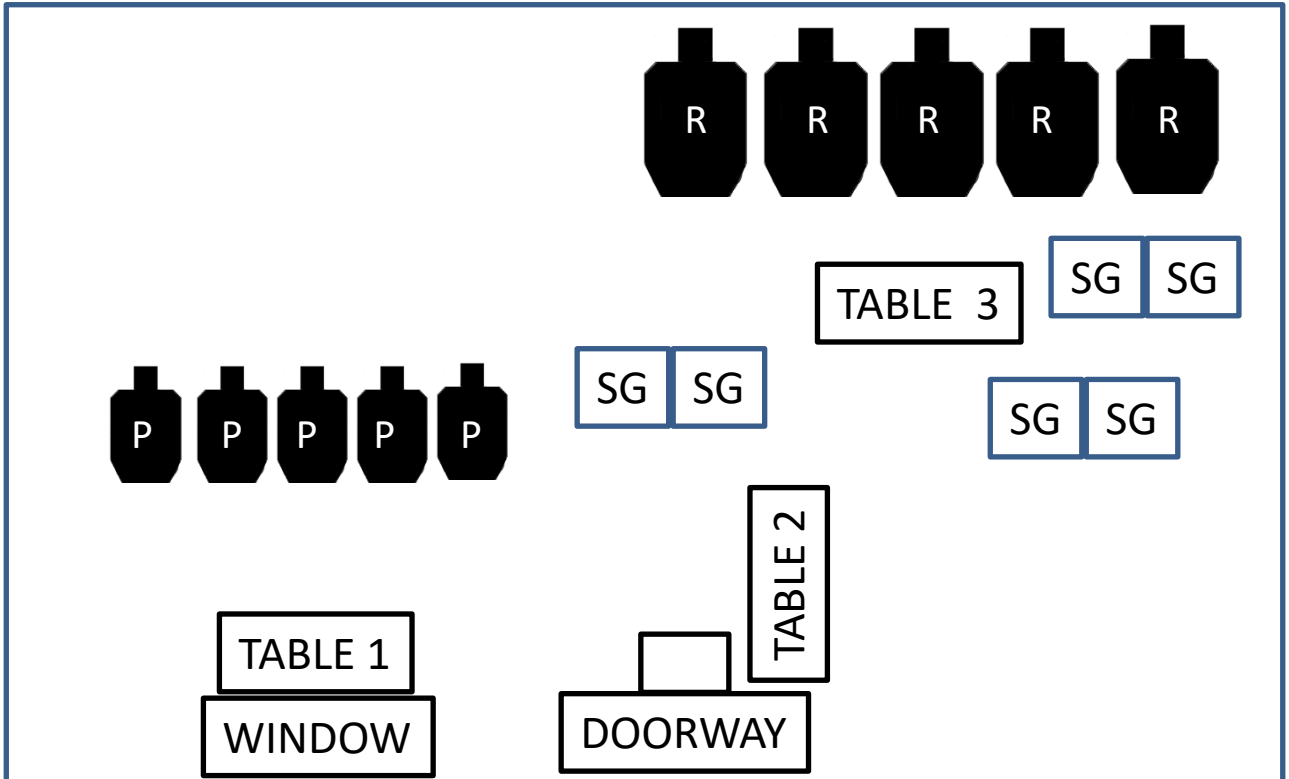 R R R R R
SG SG
TABLE 3
SG SG
SG SG
P P P P P
TABLE 2
TABLE 1
WINDOW
DOORWAY